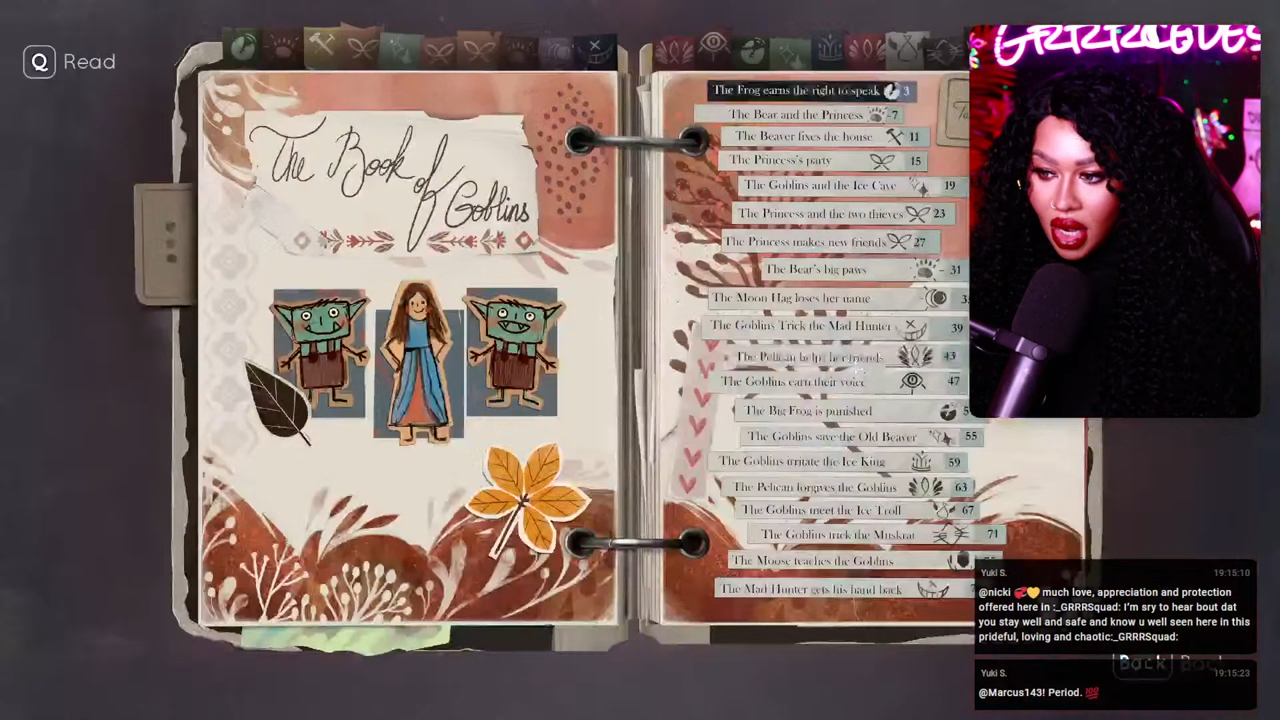 Q Read
GRRRCADES
The Book
of
Goblins
The Frog earns the right to speak 3
The Bear and the Princess 7
The Beaver fixes the house 11
The Princess's party 15
The Goblins and the Ice Cave 19
The Princess and the two thieves 23
The Princess makes new friends 27
The Bear's big paws 31
The Moon Hag loses her name
The Goblins Trick the Mad Hunter 39
The Pelican helps her friends 43
The Goblins earn their voice 47
The Big Frog is punished
The Goblins save the Old Beaver 55
The Goblins irritate the Ice King 59
The Pelican forgives the Goblins 63
The Goblins meet the Ice Troll 67
The Goblins trick the Muskrat 71
The Moose teaches the Goblins
The Mad Hunter gets his hand back
Yuki S. 19:15:10
@nicki much love, appreciation and protection
offered here in :_GRRRSquad: I'm sry to hear bout dat
you stay well and safe and know u well seen here in this
prideful, loving and chaotic:_GRRRSquad:
Back
Yuki S. 19:15:23
@Marcus143! Period. 💯